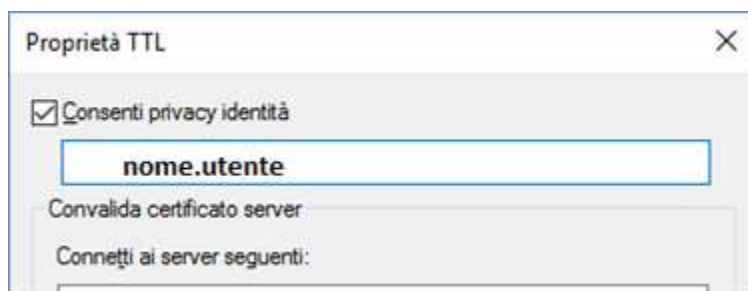 Proprietà TTL
Consenti privacy identità
nome.utente
Convalida certificato server
Connetti ai server seguenti: